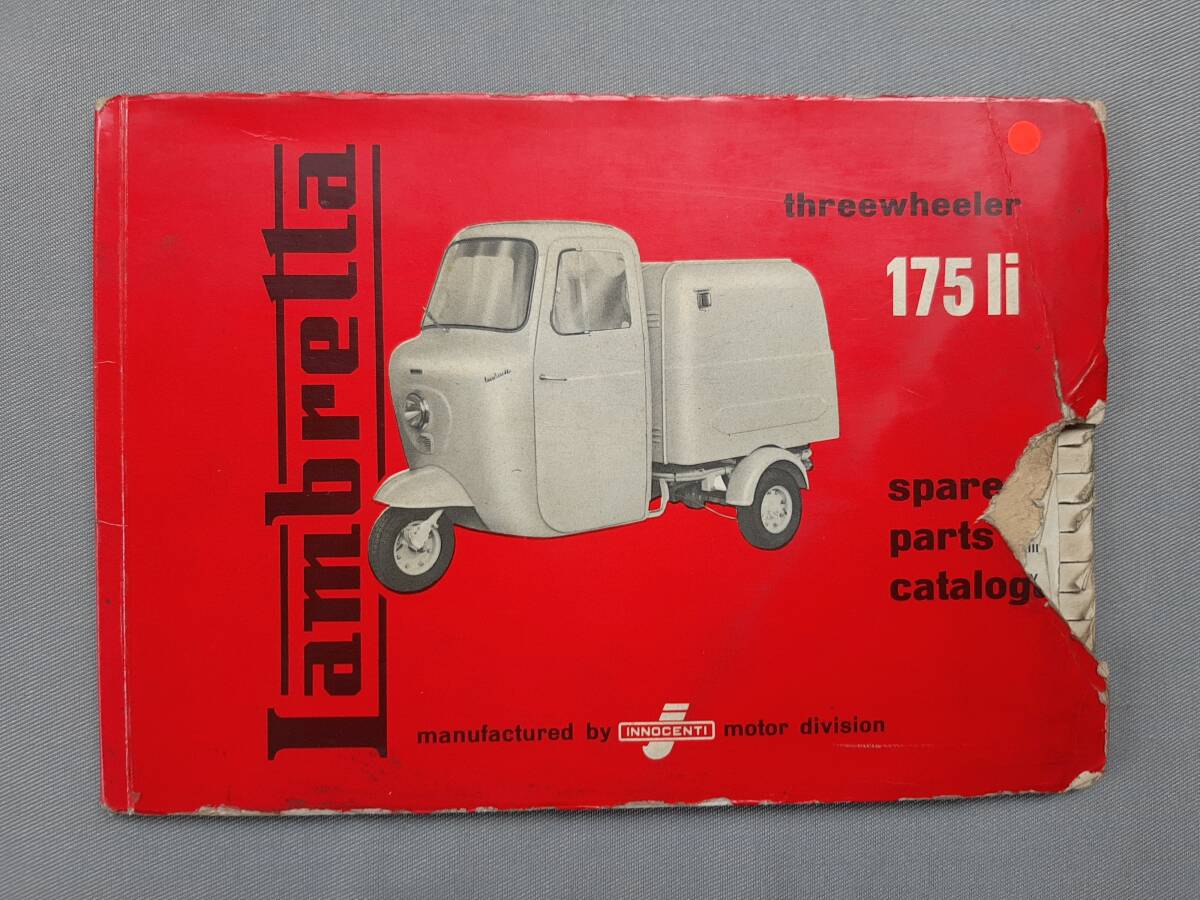 Lambretta
threewheeler
175 li
spare
parts
catalog
manufactured by INNOCENTI motor division